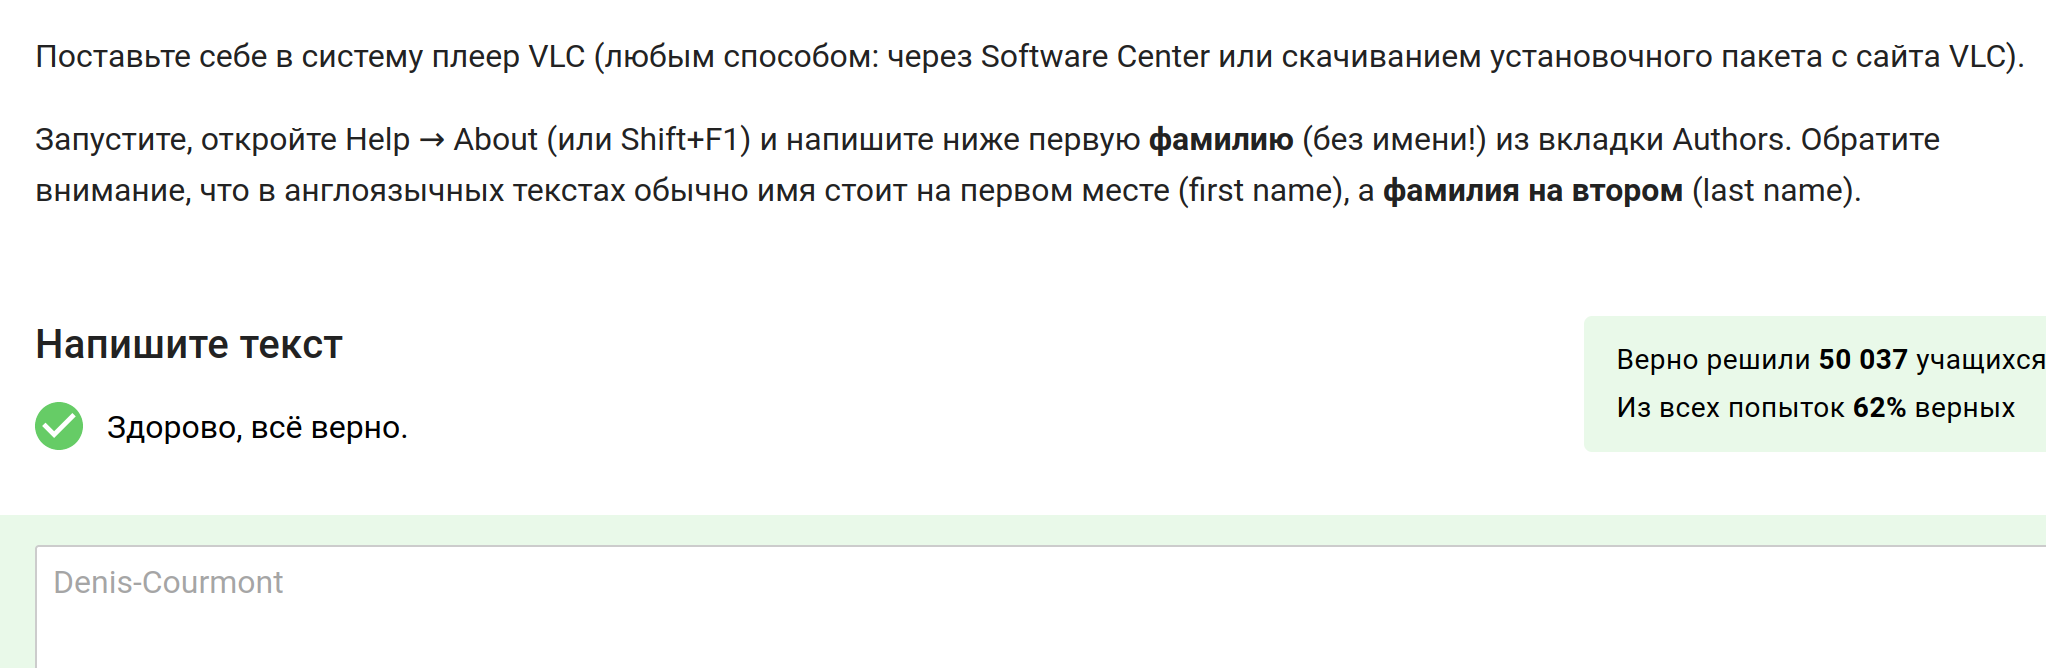 Поставьте себе в систему плеер VLC (любым способом: через Software Center или скачиванием установочного пакета с сайта VLC).
Запустите, откройте Help → About (или Shift+F1) и напишите ниже первую фамилию (без имени!) из вкладки Authors. Обратите
внимание, что в англоязычных текстах обычно имя стоит на первом месте (first name), а фамилия на втором (last name).
Напишите текст
Верно решили 50 037 учащихся
Из всех попыток 62% верных
Здорово, всё верно.
Denis-Courmont